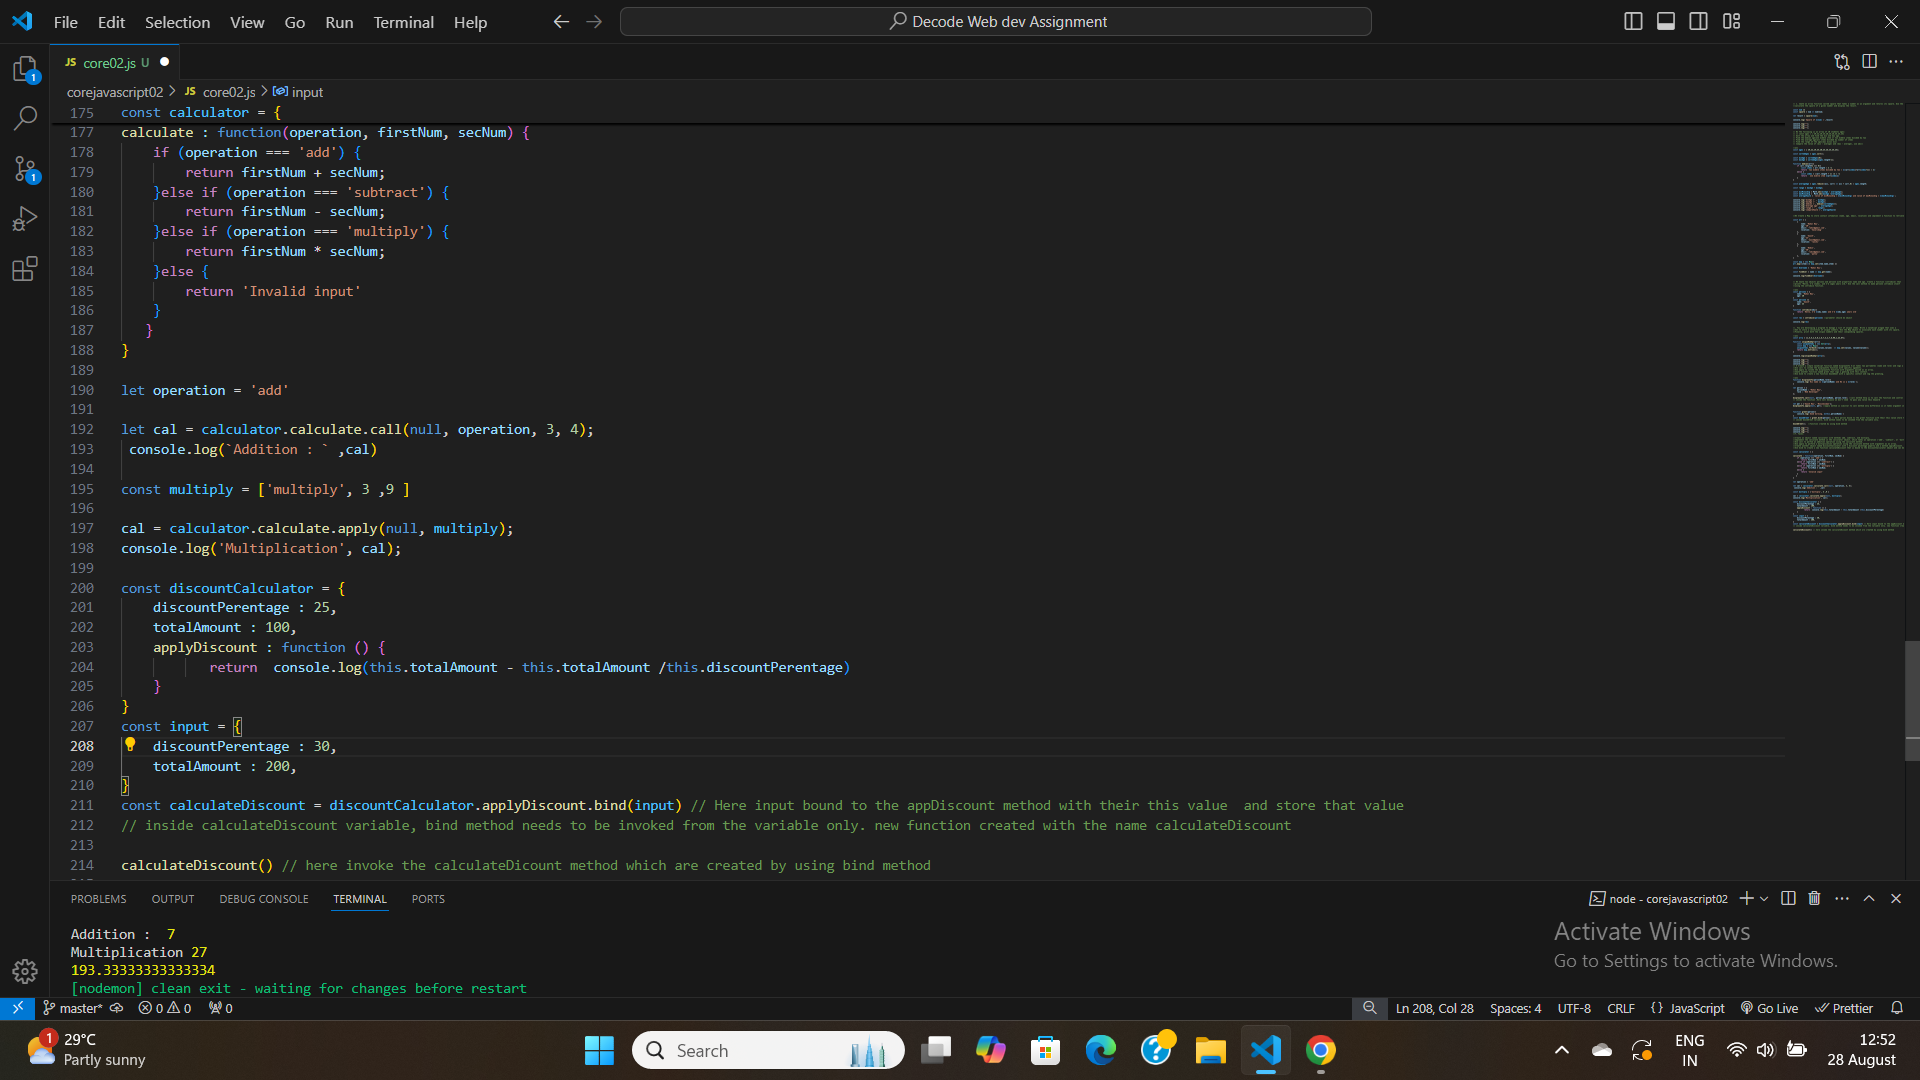 File Edit Selection View Go Run Terminal Help
Decode Web dev Assignment
JS core02.js U
corejavascript02 > JS core02.js > input
175 const calculator = {
177 calculate : function(operation, firstNum, secNum) {
178 if (operation === 'add') {
179 return firstNum + secNum;
180 }else if (operation === 'subtract') {
181 return firstNum - secNum;
182 }else if (operation === 'multiply') {
183 return firstNum * secNum;
184 }else {
185 return 'Invalid input'
186 }
187 }
188 }
189
190 let operation = 'add'
191
192 let cal = calculator.calculate.call(null, operation, 3, 4);
193 console.log(`Addition : ` ,cal)
194
195 const multiply = ['multiply', 3 ,9 ]
196
197 cal = calculator.calculate.apply(null, multiply);
198 console.log('Multiplication', cal);
199
200 const discountCalculator = {
201 discountPerentage : 25,
202 totalAmount : 100,
203 applyDiscount : function () {
204 return console.log(this.totalAmount - this.totalAmount /this.discountPerentage)
205 }
206 }
207 const input = {
208 discountPerentage : 30,
209 totalAmount : 200,
210 }
211 const calculateDiscount = discountCalculator.applyDiscount.bind(input) // Here input bound to the appDiscount method with their this value and store that value
212 // inside calculateDiscount variable, bind method needs to be invoked from the variable only. new function created with the name calculateDiscount
213
214 calculateDiscount() // here invoke the calculateDicount method which are created by using bind method
PROBLEMS OUTPUT DEBUG CONSOLE TERMINAL PORTS
node - corejavascript02
Addition : 7
Multiplication 27
193.33333333333334
[nodemon] clean exit - waiting for changes before restart
Activate Windows
Go to Settings to activate Windows.
master* 0 0 0
Ln 208, Col 28 Spaces: 4 UTF-8 CRLF {} JavaScript Go Live Prettier
1
29°C
Partly sunny
Search
ENG
IN
12:52
28 August